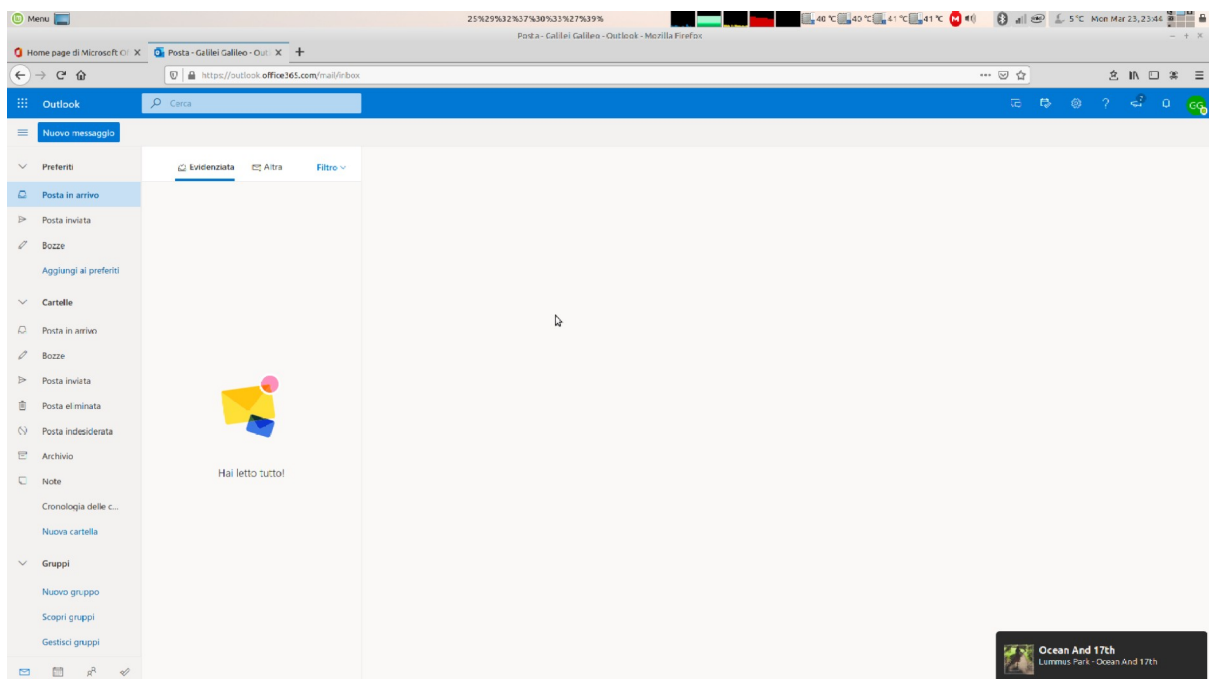 Menu
25%29%32%37%30%33%27%39%
40 °C 40 °C 41 °C 41 °C
5 °C Mon Mar 23, 23:44
Posta - Galilei Galileo - Outlook - Mozilla Firefox
Home page di Microsoft Of
Posta - Galilei Galileo - Out
https://outlook.office365.com/mail/inbox
Outlook
Cerca
GG
Nuovo messaggio
Preferiti
Evidenziata Altra Filtro
Posta in arrivo
Posta inviata
Bozze
Aggiungi ai preferiti
Cartelle
Posta in arrivo
Bozze
Posta inviata
Posta eliminata
Posta indesiderata
Archivio
Hai letto tutto!
Note
Cronologia delle c...
Nuova cartella
Gruppi
Nuovo gruppo
Scopri gruppi
Gestisci gruppi
Ocean And 17th
Lummus Park - Ocean And 17th